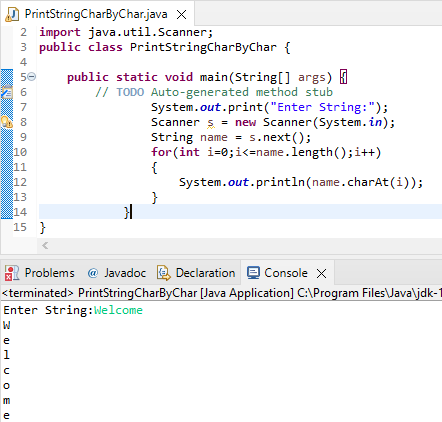 PrintStringCharByChar.java
2 import java.util.Scanner;
3 public class PrintStringCharByChar {
4
5 public static void main(String[] args) {
6 // TODO Auto-generated method stub
7 System.out.print("Enter String:");
8 Scanner s = new Scanner(System.in);
9 String name = s.next();
10 for(int i=0;i<=name.length();i++)
11 {
12 System.out.println(name.charAt(i));
13 }
14 }
15 }
Problems @ Javadoc Declaration Console
<terminated> PrintStringCharByChar [Java Application] C:\Program Files\Java\jdk-1
Enter String:Welcome
W
e
l
c
o
m
e